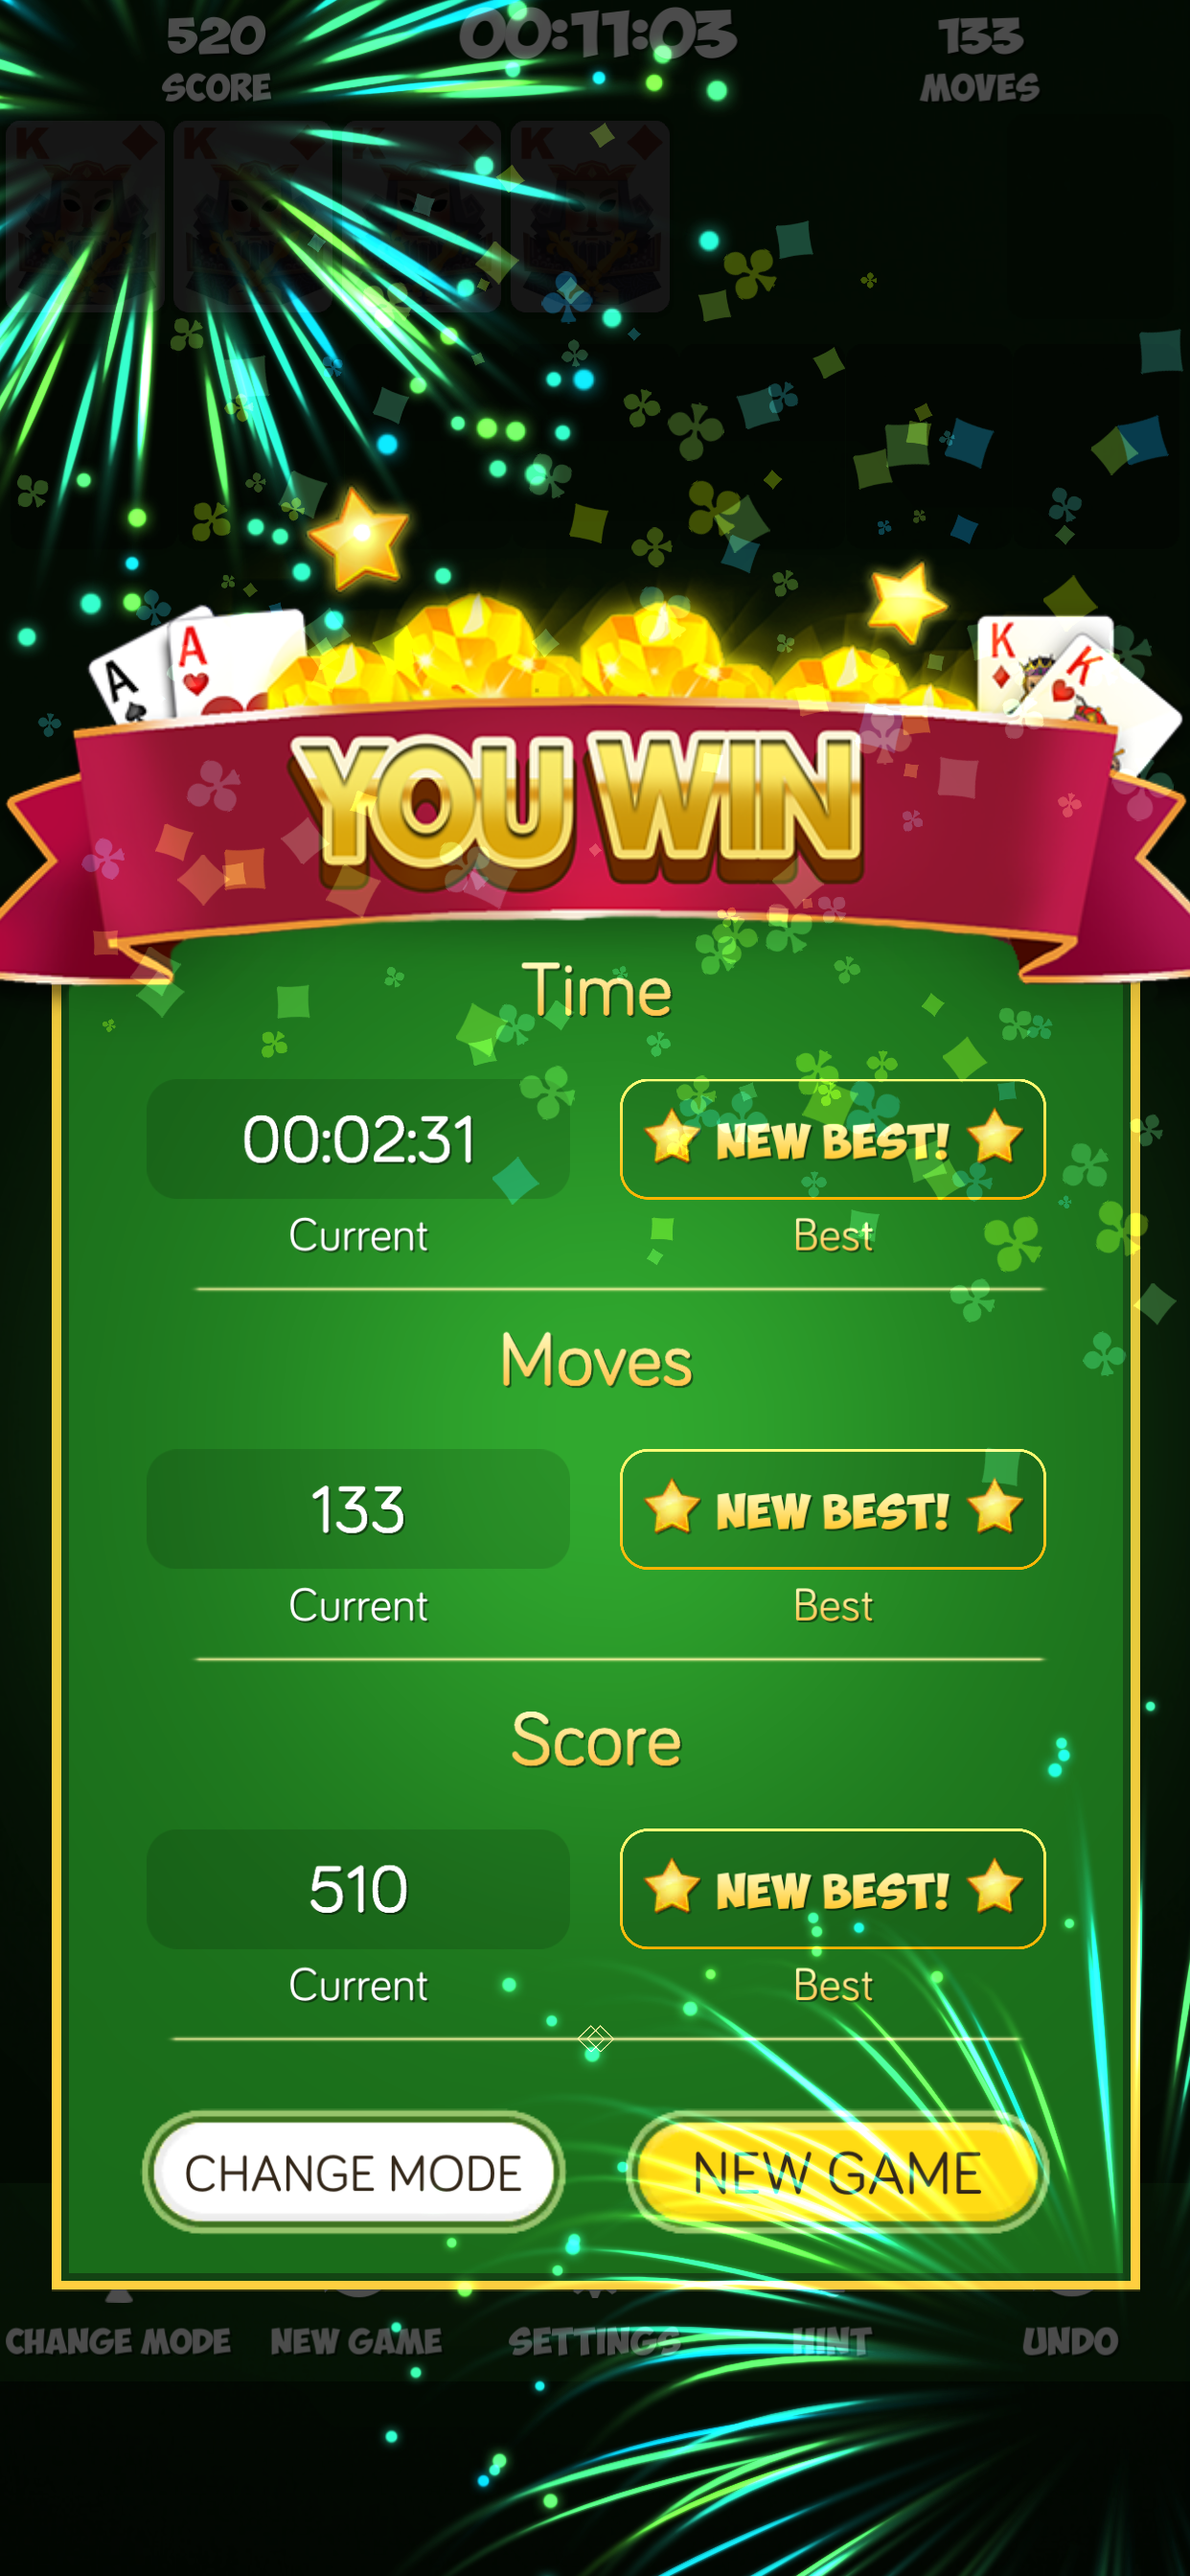 520 00:11:03 133
SCORE MOVES
K K K K
A A K K
YOU WIN
Time
00:02:31 NEW BEST!
Current Best
Moves
133 NEW BEST!
Current Best
Score
510 NEW BEST!
Current Best
CHANGE MODE NEW GAME
CHANGE MODE NEW GAME SETTINGS HINT UNDO